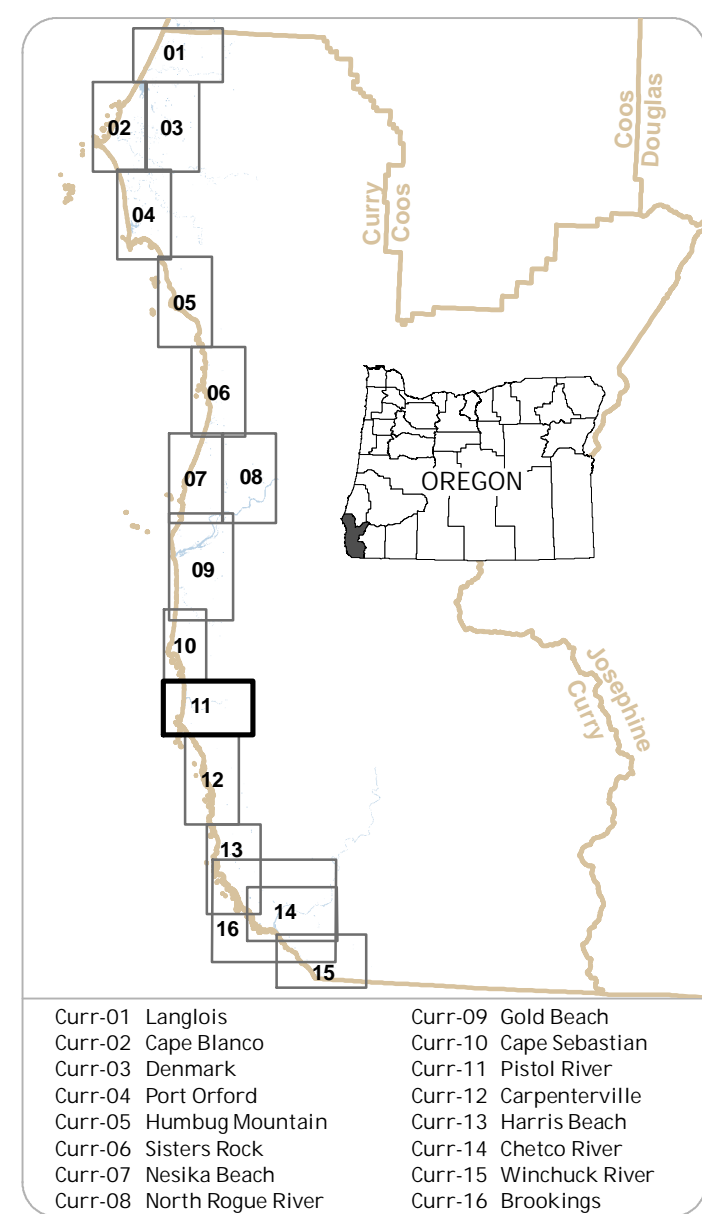 01
02
03
04
05
06
07
08
09
10
11
12
13
14
16
15
Curry
Coos
Coos
Douglas
OREGON
Josephine
Curry
Curr-01 Langlois
Curr-02 Cape Blanco
Curr-03 Denmark
Curr-04 Port Orford
Curr-05 Humbug Mountain
Curr-06 Sisters Rock
Curr-07 Nesika Beach
Curr-08 North Rogue River
Curr-09 Gold Beach
Curr-10 Cape Sebastian
Curr-11 Pistol River
Curr-12 Carpenterville
Curr-13 Harris Beach
Curr-14 Chetco River
Curr-15 Winchuck River
Curr-16 Brookings